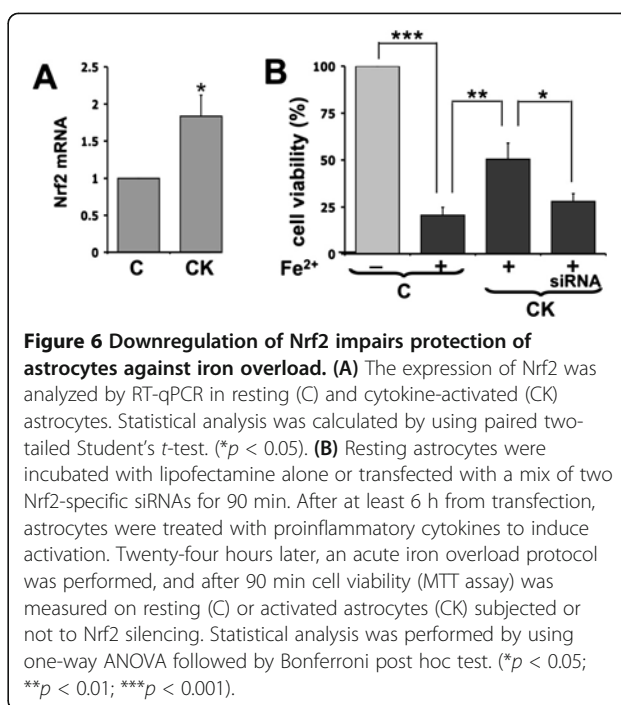 A
B
2.5
2
1.5
1
0.5
0
Nrf2 mRNA
*
C CK
100
75
50
25
0
cell viability (%)
***
**
*
Fe²⁺ − + + +
siRNA
C
CK
Figure 6 Downregulation of Nrf2 impairs protection of
astrocytes against iron overload. (A) The expression of Nrf2 was
analyzed by RT-qPCR in resting (C) and cytokine-activated (CK)
astrocytes. Statistical analysis was calculated by using paired two-
tailed Student's t-test. (*p < 0.05). (B) Resting astrocytes were
incubated with lipofectamine alone or transfected with a mix of two
Nrf2-specific siRNAs for 90 min. After at least 6 h from transfection,
astrocytes were treated with proinflammatory cytokines to induce
activation. Twenty-four hours later, an acute iron overload protocol
was performed, and after 90 min cell viability (MTT assay) was
measured on resting (C) or activated astrocytes (CK) subjected or
not to Nrf2 silencing. Statistical analysis was performed by using
one-way ANOVA followed by Bonferroni post hoc test. (*p < 0.05;
**p < 0.01; ***p < 0.001).